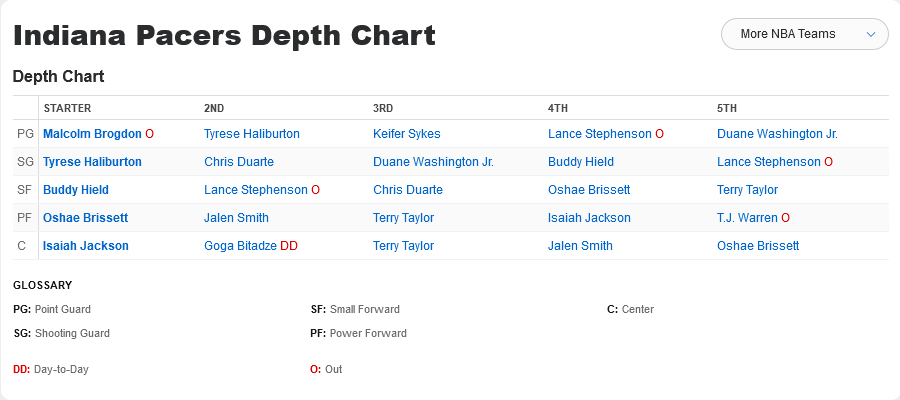 Indiana Pacers Depth Chart
More NBA Teams
Depth Chart
STARTER 2ND 3RD 4TH 5TH
PG Malcolm Brogdon O Tyrese Haliburton Keifer Sykes Lance Stephenson O Duane Washington Jr.
SG Tyrese Haliburton Chris Duarte Duane Washington Jr. Buddy Hield Lance Stephenson O
SF Buddy Hield Lance Stephenson O Chris Duarte Oshae Brissett Terry Taylor
PF Oshae Brissett Jalen Smith Terry Taylor Isaiah Jackson T.J. Warren O
C Isaiah Jackson Goga Bitadze DD Terry Taylor Jalen Smith Oshae Brissett
GLOSSARY
PG: Point Guard SF: Small Forward C: Center
SG: Shooting Guard PF: Power Forward
DD: Day-to-Day O: Out